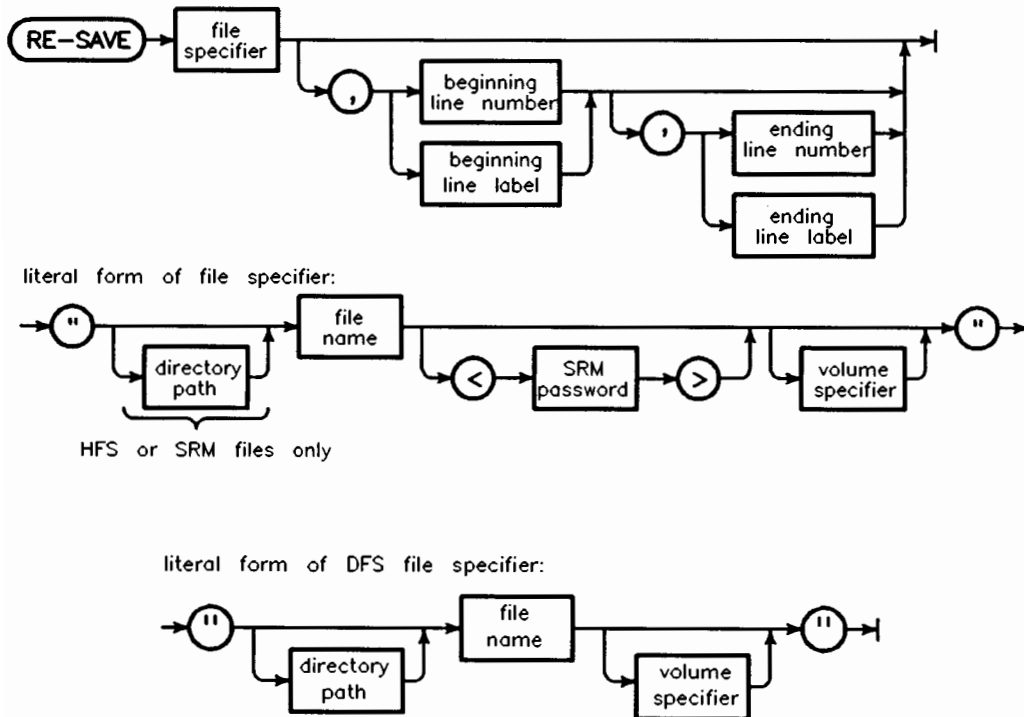 RE-SAVE
file
specifier
,
beginning
line number
beginning
line label
,
ending
line number
ending
line label
literal form of file specifier:
"
directory
path
HFS or SRM files only
file
name
<
SRM
password
>
volume
specifier
"
literal form of DFS file specifier:
"
directory
path
file
name
volume
specifier
"